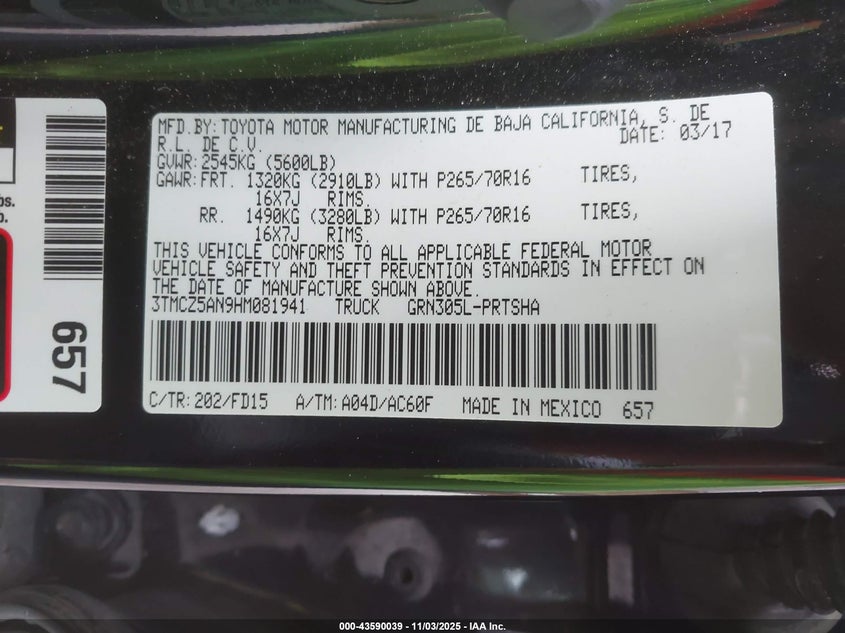 MFD.BY:TOYOTA MOTOR MANUFACTURING DE BAJA CALIFORNIA, S. DE
R.L. DE C.V. DATE: 03/17
GVWR:2545KG (5600LB)
GAWR:FRT. 1320KG (2910LB) WITH P265/70R16 TIRES,
16X7J RIMS.
RR. 1490KG (3280LB) WITH P265/70R16 TIRES,
16X7J RIMS.
THIS VEHICLE CONFORMS TO ALL APPLICABLE FEDERAL MOTOR
VEHICLE SAFETY AND THEFT PREVENTION STANDARDS IN EFFECT ON
THE DATE OF MANUFACTURE SHOWN ABOVE.
3TMCZ5AN9HM081941 TRUCK GRN305L-PRTSHA
C/TR:202/FD15 A/TM:A04D/AC60F MADE IN MEXICO 657
657
000-43590039 - 11/03/2025 - IAA Inc.